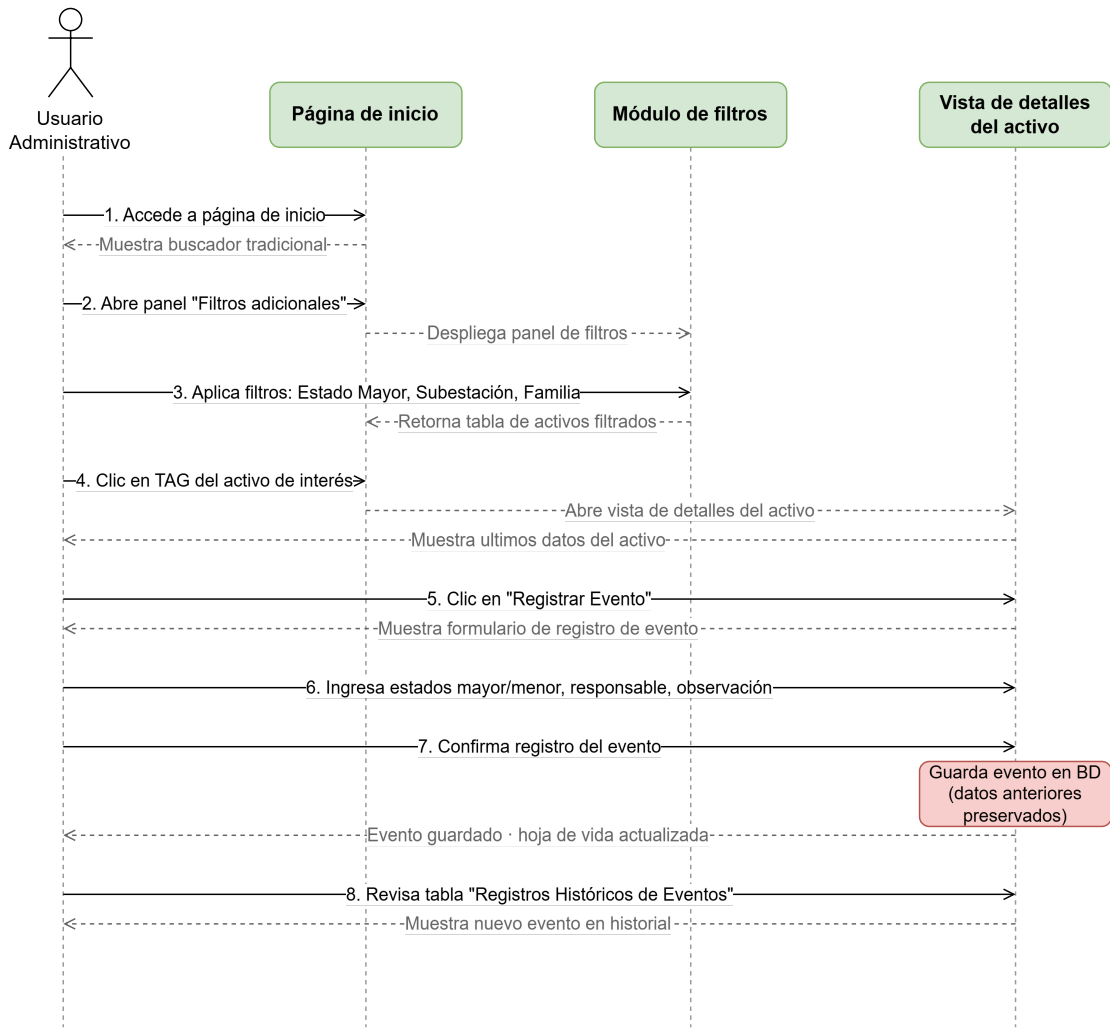 Usuario
Administrativo
Página de inicio
Módulo de filtros
Vista de detalles
del activo
1. Accede a página de inicio
Muestra buscador tradicional
2. Abre panel "Filtros adicionales"
Despliega panel de filtros
3. Aplica filtros: Estado Mayor, Subestación, Familia
Retorna tabla de activos filtrados
4. Clic en TAG del activo de interés
Abre vista de detalles del activo
Muestra ultimos datos del activo
5. Clic en "Registrar Evento"
Muestra formulario de registro de evento
6. Ingresa estados mayor/menor, responsable, observación
7. Confirma registro del evento
Guarda evento en BD
(datos anteriores
preservados)
Evento guardado · hoja de vida actualizada
8. Revisa tabla "Registros Históricos de Eventos"
Muestra nuevo evento en historial